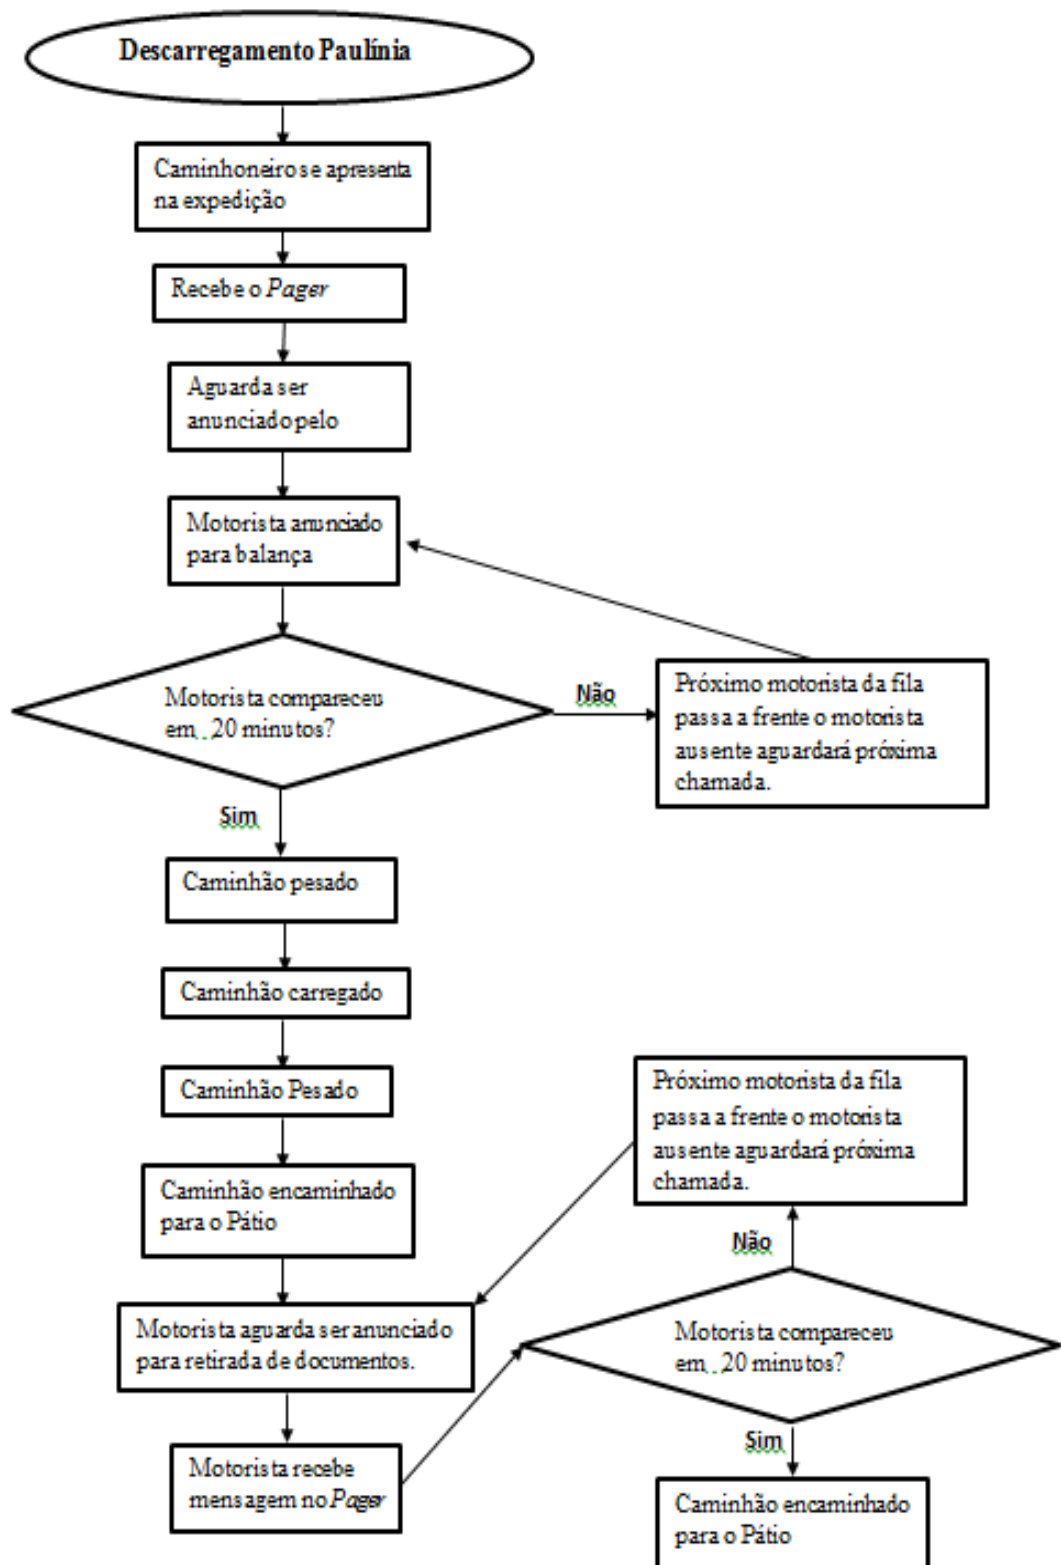 Descarregamento Paulínia
Caminhoneiro se apresenta
na expedição
Recebe o Pager
Aguarda ser
anunciado pelo
Motorista anunciado
para balança
Motorista compareceu
em 20 minutos?
Não
Próximo motorista da fila
passa a frente o motorista
ausente aguardará próxima
chamada.
Sim
Caminhão pesado
Caminhão carregado
Caminhão Pesado
Caminhão encaminhado
para o Pátio
Motorista aguarda ser anunciado
para retirada de documentos.
Motorista recebe
mensagem no Pager
Próximo motorista da fila
passa a frente o motorista
ausente aguardará próxima
chamada.
Não
Motorista compareceu
em 20 minutos?
Sim
Caminhão encaminhado
para o Pátio